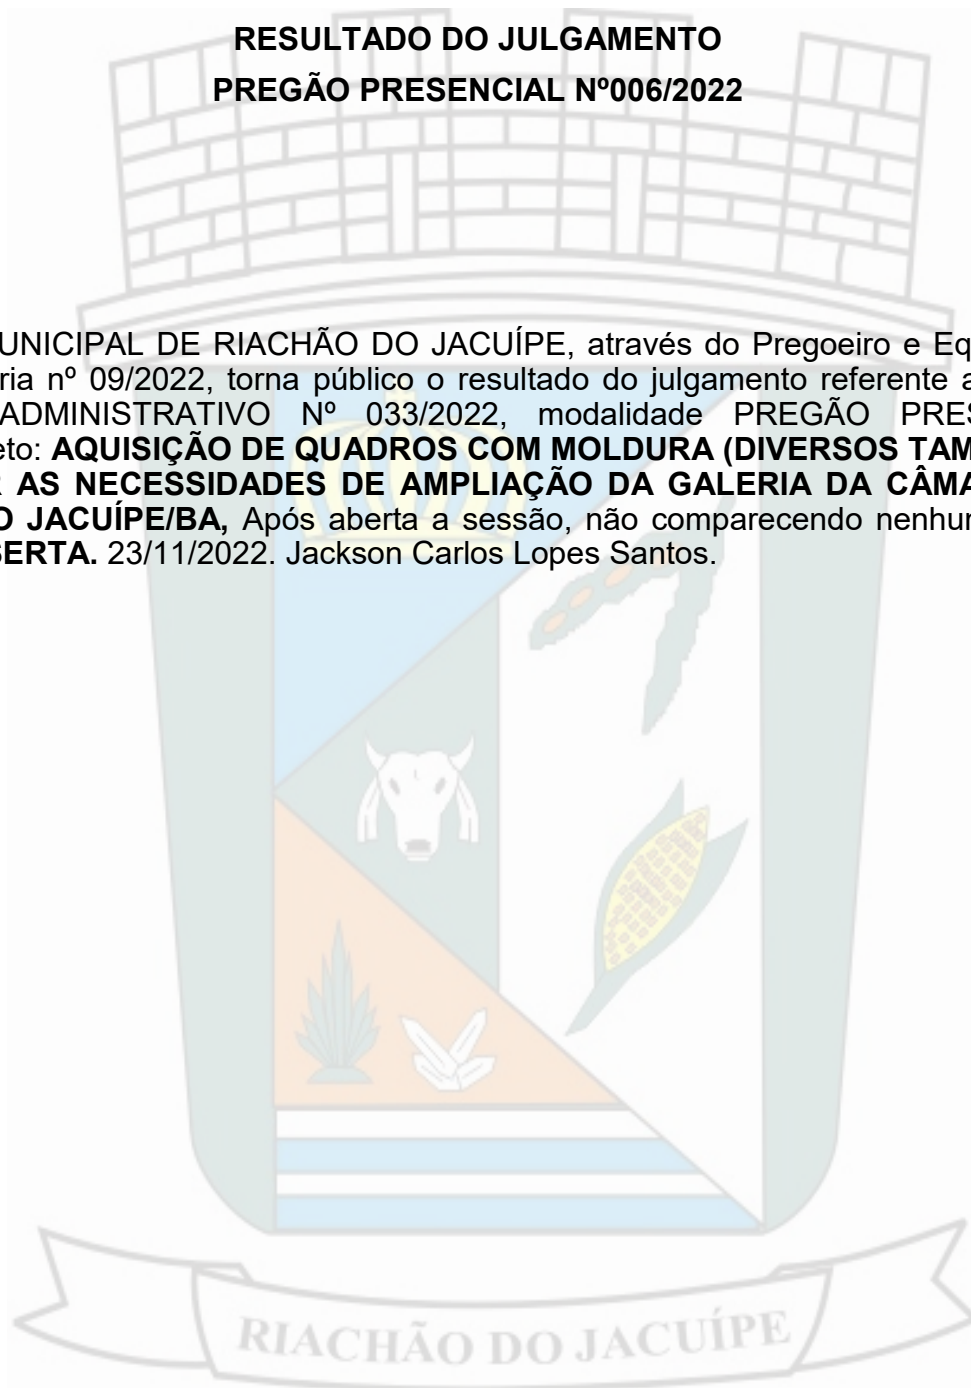 RESULTADO DO JULGAMENTO
PREGÃO PRESENCIAL Nº006/2022
UNICIPAL DE RIACHÃO DO JACUÍPE, através do Pregoeiro e Eq
ria nº 09/2022, torna público o resultado do julgamento referente a
ADMINISTRATIVO Nº 033/2022, modalidade PREGÃO PRES
eto: AQUISIÇÃO DE QUADROS COM MOLDURA (DIVERSOS TAM
R AS NECESSIDADES DE AMPLIAÇÃO DA GALERIA DA CÂMA
O JACUÍPE/BA, Após aberta a sessão, não comparecendo nenhum
SERTA. 23/11/2022. Jackson Carlos Lopes Santos.
RIACHÃO DO JACUÍPE